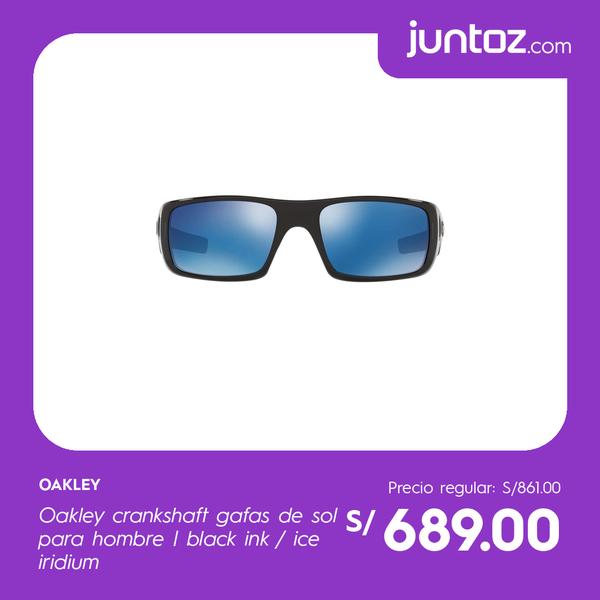 juntoz.com
OAKLEY
Oakley crankshaft gafas de sol
para hombre | black ink / ice
iridium
Precio regular: S/861.00
S/ 689.00